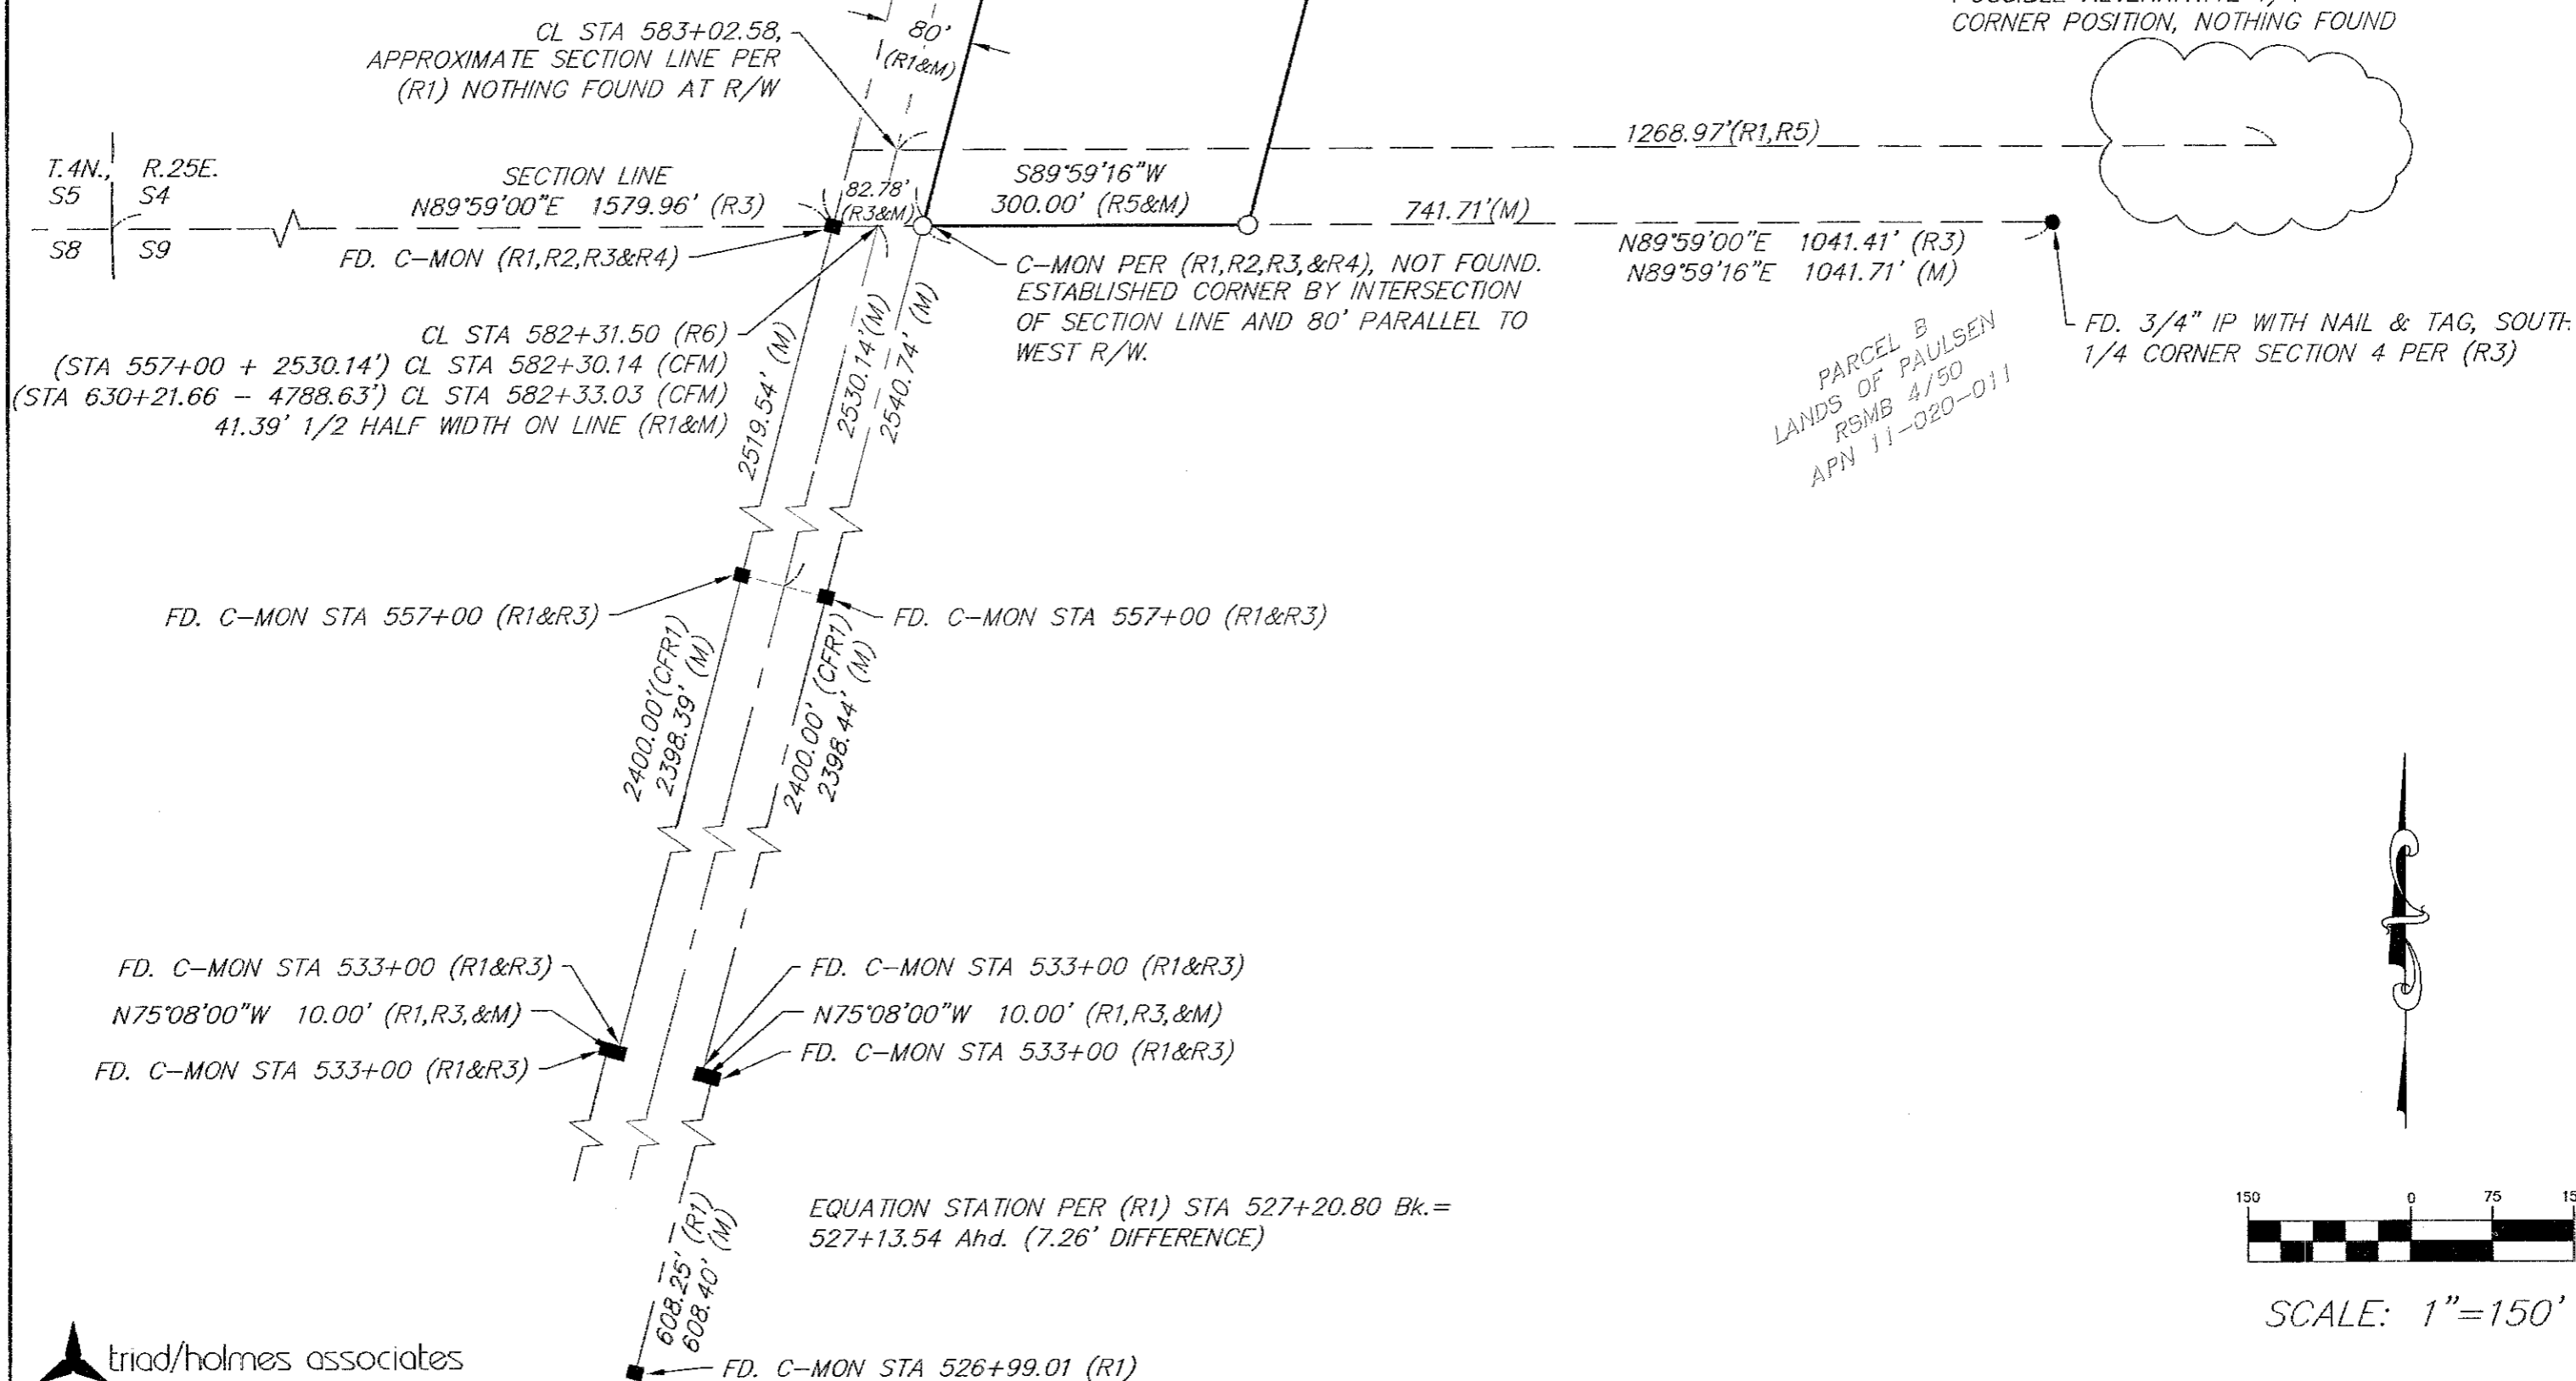 CORNER POSITION, NOTHING FOUND
CL STA 583+02.58,
APPROXIMATE SECTION LINE PER
(R1) NOTHING FOUND AT R/W
80'
(R1&M)
1268.97'(R1,R5)
T.4N., R.25E.
S5 S4
S8 S9
SECTION LINE
N89°59'00"E 1579.96' (R3)
82.78'
(R3&M)
S89°59'16"W
300.00' (R5&M)
741.71'(M)
N89°59'00"E 1041.41' (R3)
N89°59'16"E 1041.71' (M)
FD. C-MON (R1,R2,R3&R4)
C-MON PER (R1,R2,R3,&R4), NOT FOUND.
ESTABLISHED CORNER BY INTERSECTION
OF SECTION LINE AND 80' PARALLEL TO
WEST R/W.
FD. 3/4" IP WITH NAIL & TAG, SOUTH
1/4 CORNER SECTION 4 PER (R3)
CL STA 582+31.50 (R6)
(STA 557+00 + 2530.14') CL STA 582+30.14 (CFM)
(STA 630+21.66 - 4788.63') CL STA 582+33.03 (CFM)
41.39' 1/2 HALF WIDTH ON LINE (R1&M)
2519.54' (M)
2530.14'(M)
2540.74' (M)
PARCEL B
LANDS OF PAULSEN
RSMB 4/50
APN 11-020-011
FD. C-MON STA 557+00 (R1&R3)
FD. C-MON STA 557+00 (R1&R3)
2400.00'(CFR1)
2398.39' (M)
2400.00' (CFR1)
2398.44' (M)
FD. C-MON STA 533+00 (R1&R3)
N75°08'00"W 10.00' (R1,R3,&M)
FD. C-MON STA 533+00 (R1&R3)
FD. C-MON STA 533+00 (R1&R3)
N75°08'00"W 10.00' (R1,R3,&M)
FD. C-MON STA 533+00 (R1&R3)
EQUATION STATION PER (R1) STA 527+20.80 Bk.=
527+13.54 Ahd. (7.26' DIFFERENCE)
608.25' (R1)
608.40' (M)
FD. C-MON STA 526+99.01 (R1)
150 0 75
SCALE: 1"=150'
triad/holmes associates